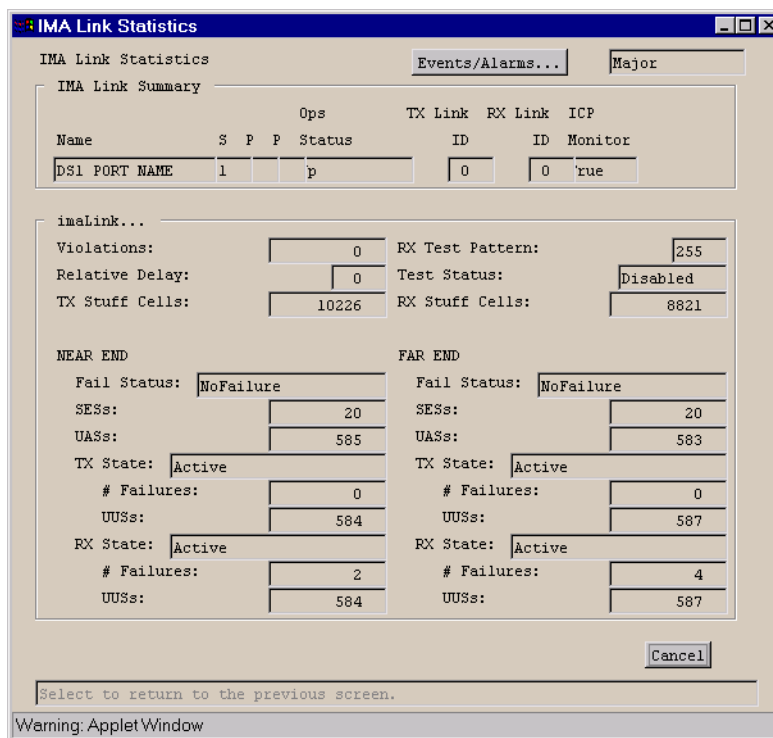 IMA Link Statistics
IMA Link Statistics Events/Alarms... Major
IMA Link Summary
Ops TX Link RX Link ICP
Name S P P Status ID ID Monitor
DS1 PORT NAME 1 p 0 0 rue
imaLink...
Violations: 0 RX Test Pattern: 255
Relative Delay: 0 Test Status: Disabled
TX Stuff Cells: 10226 RX Stuff Cells: 8821
NEAR END FAR END
Fail Status: NoFailure Fail Status: NoFailure
SESs: 20 SESs: 20
UASs: 585 UASs: 583
TX State: Active TX State: Active
# Failures: 0 # Failures: 0
UUSs: 584 UUSs: 587
RX State: Active RX State: Active
# Failures: 2 # Failures: 4
UUSs: 584 UUSs: 587
Cancel
Select to return to the previous screen.
Warning: Applet Window